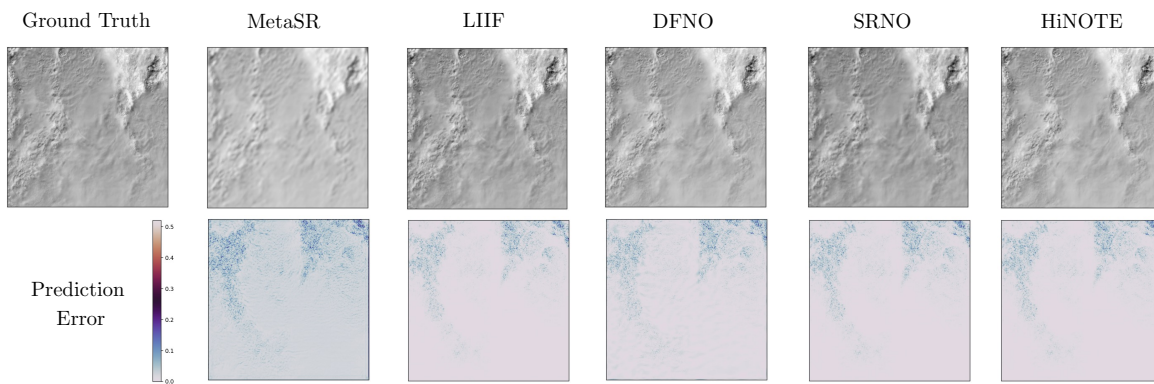 Ground Truth MetaSR LIIF DFNO SRNO HiNOTE
0.5
0.4
Prediction
0.3
Error
0.2
0.1
0.0